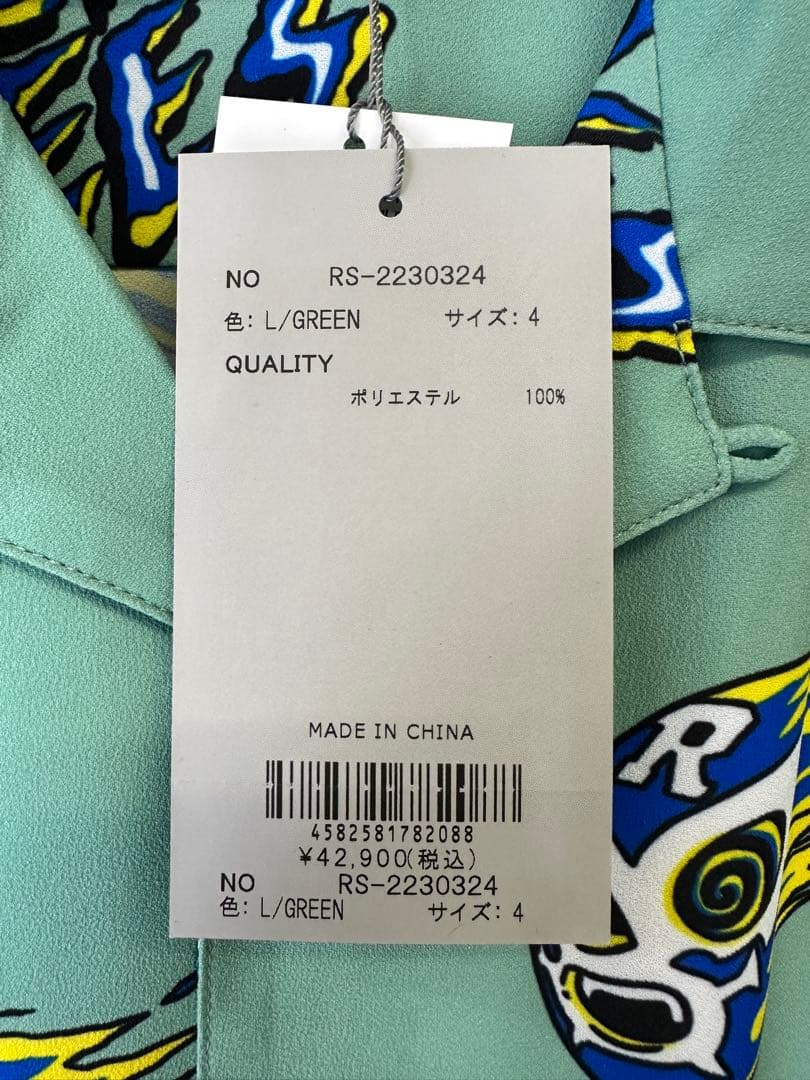 NO RS-2230324
色: L/GREEN サイズ: 4
QUALITY
ポリエステル 100%
MADE IN CHINA
4582581782088
¥42,900(税込)
NO RS-2230324
色: L/GREEN サイズ: 4
R